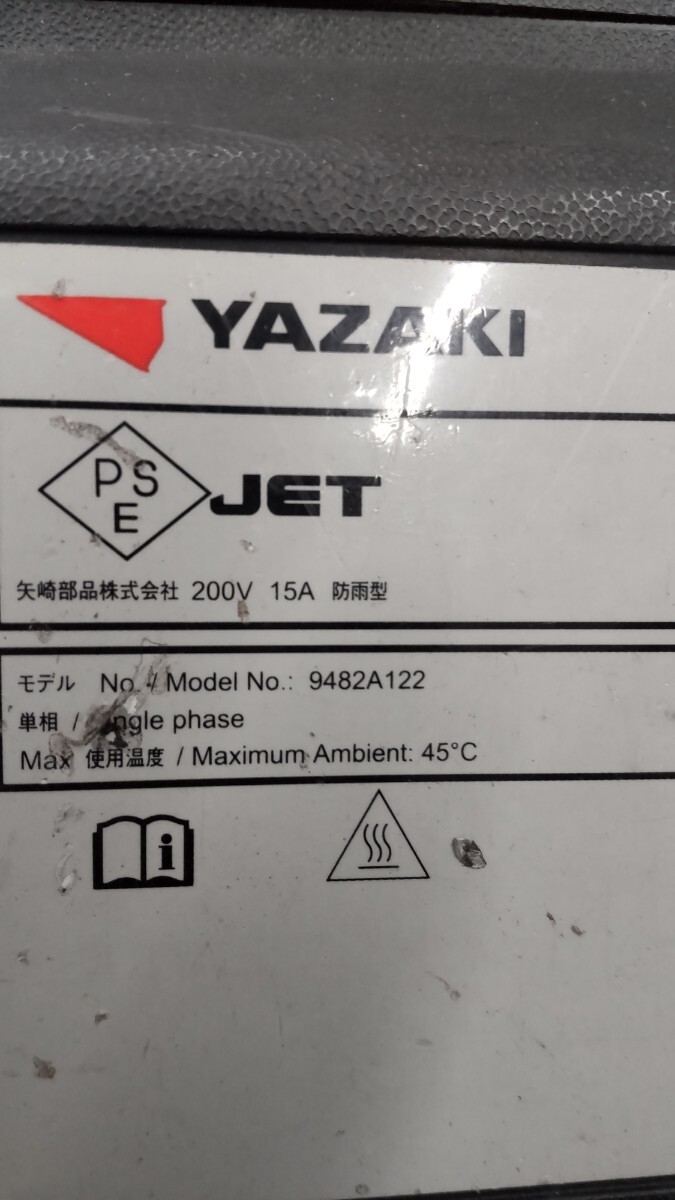 YAZAKI
PSE JET
矢崎部品株式会社 200V 15A 防雨型
モデル No. / Model No.: 9482A122
単相 / phase
Max 使用温度 / Maximum Ambient: 45°C
i